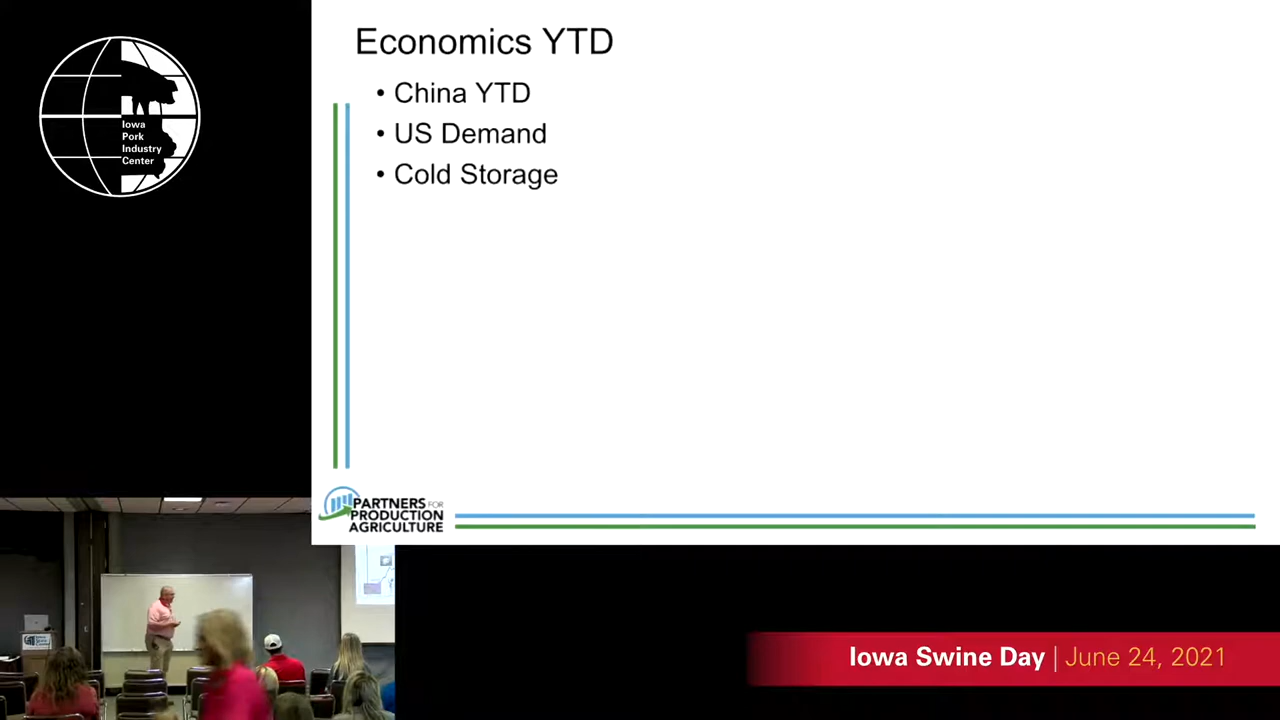 Economics YTD
• China YTD
• US Demand
• Cold Storage
Iowa
Pork
Industry
Center
PARTNERS FOR
PRODUCTION
AGRICULTURE
Iowa Swine Day | June 24, 2021